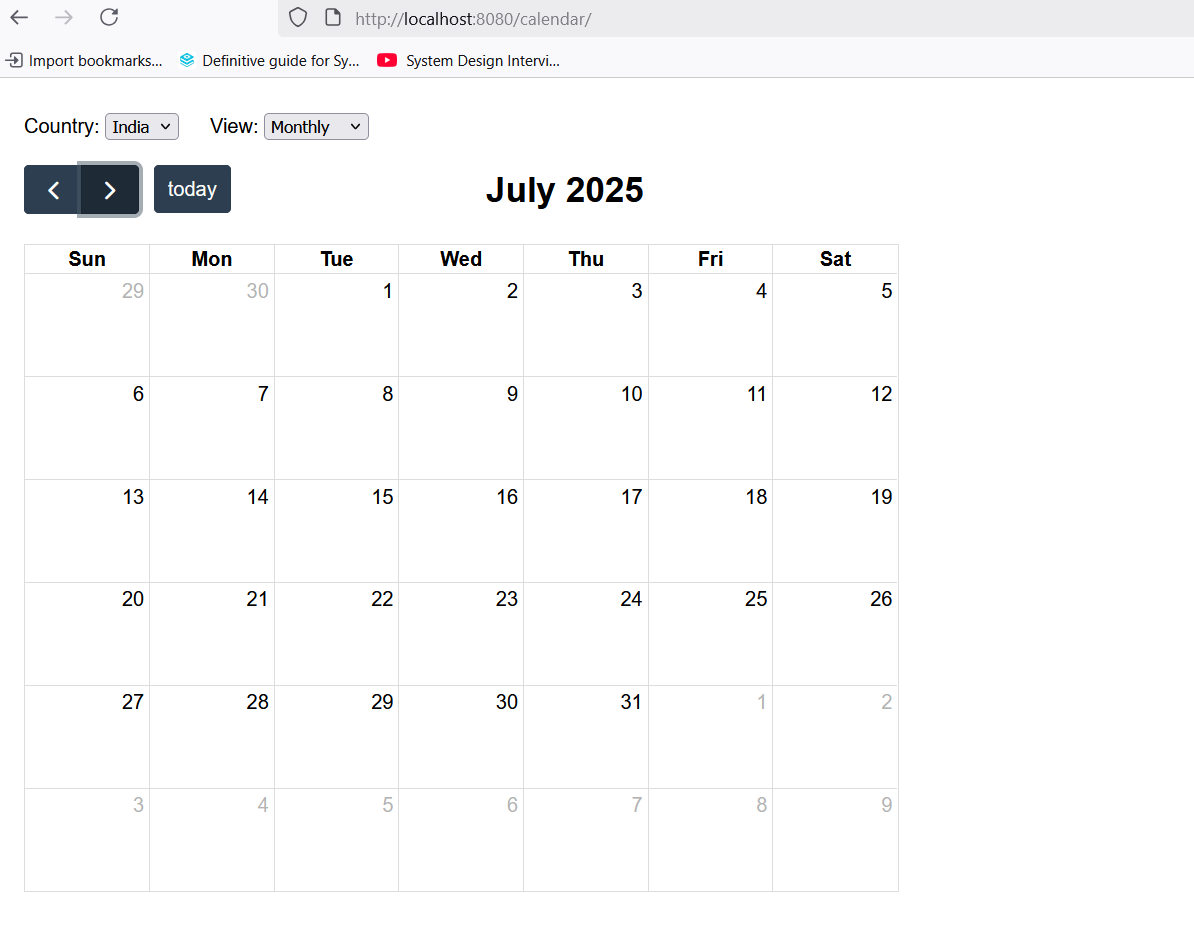 http://localhost:8080/calendar/
Import bookmarks... Definitive guide for Sy... System Design Intervi...
Country: India View: Monthly
today July 2025
Sun Mon Tue Wed Thu Fri Sat
29 30 1 2 3 4 5
6 7 8 9 10 11 12
13 14 15 16 17 18 19
20 21 22 23 24 25 26
27 28 29 30 31 1 2
3 4 5 6 7 8 9